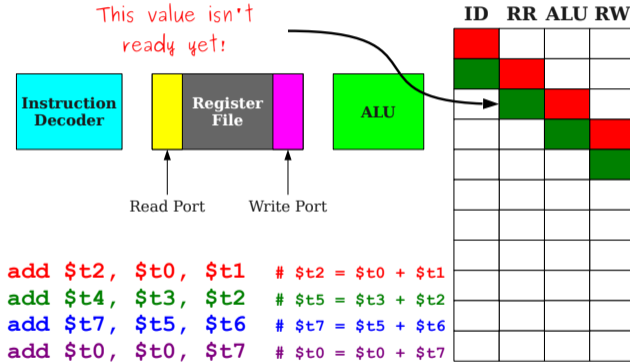 This value isn't
ready yet!
ID RR ALU RW
Instruction
Decoder
Register
File
ALU
Read Port
Write Port
add $t2, $t0, $t1 # $t2 = $t0 + $t1
add $t4, $t3, $t2 # $t5 = $t3 + $t2
add $t7, $t5, $t6 # $t7 = $t5 + $t6
add $t0, $t0, $t7 # $t0 = $t0 + $t7